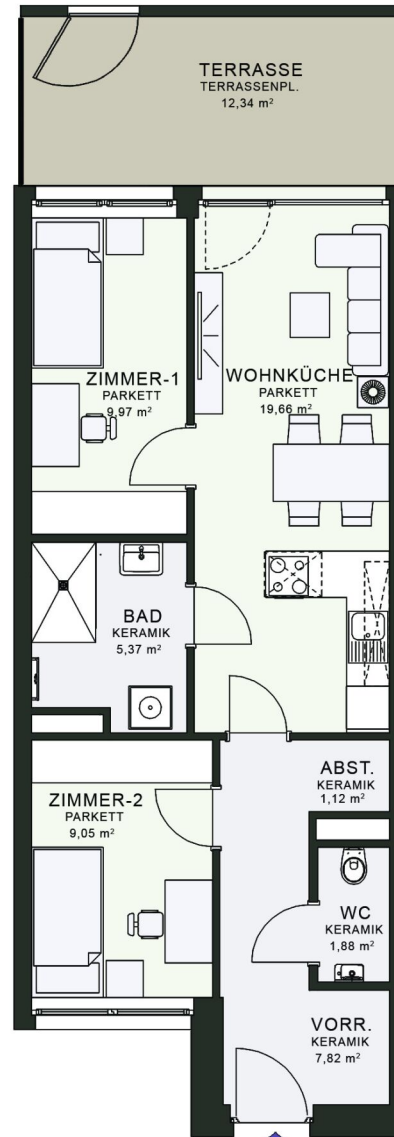 TERRASSE
TERRASSENPL.
12,34 m²
ZIMMER-1
PARKETT
9,97 m²
WOHNKÜCHE
PARKETT
19,66 m²
BAD
KERAMIK
5,37 m²
ZIMMER-2
PARKETT
9,05 m²
ABST.
KERAMIK
1,12 m²
WC
KERAMIK
1,88 m²
VORR.
KERAMIK
7,82 m²